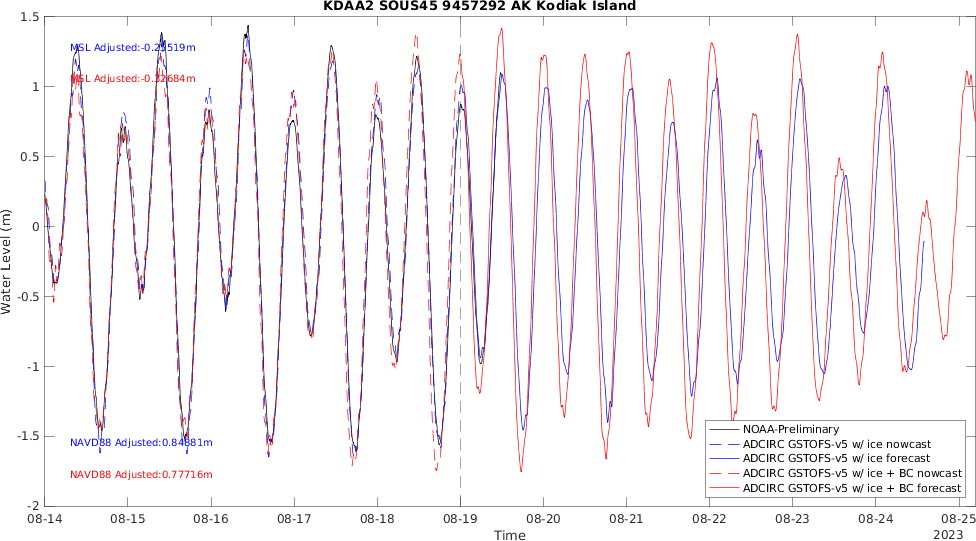 KDAA2 SOUS45 9457292 AK Kodiak Island
1.5
1
0.5
0
-0.5
-1
-1.5
-2
Water Level (m)
MSL Adjusted:-0.25519m
MSL Adjusted:-0.32684m
NAVD88 Adjusted:0.84881m
NAVD88 Adjusted:0.77716m
NOAA-Preliminary
ADCIRC GSTOFS-v5 w/ ice nowcast
ADCIRC GSTOFS-v5 w/ ice forecast
ADCIRC GSTOFS-v5 w/ ice + BC nowcast
ADCIRC GSTOFS-v5 w/ ice + BC forecast
08-14 08-15 08-16 08-17 08-18 08-19 08-20 08-21 08-22 08-23 08-24 08-25
Time
2023